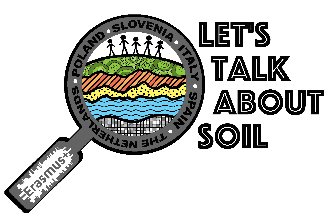 POLAND • SLOVENIA • ITALY • SPAIN • THE NETHERLANDS •
Erasmus+
LET'S
TALK
ABOUT
SOIL